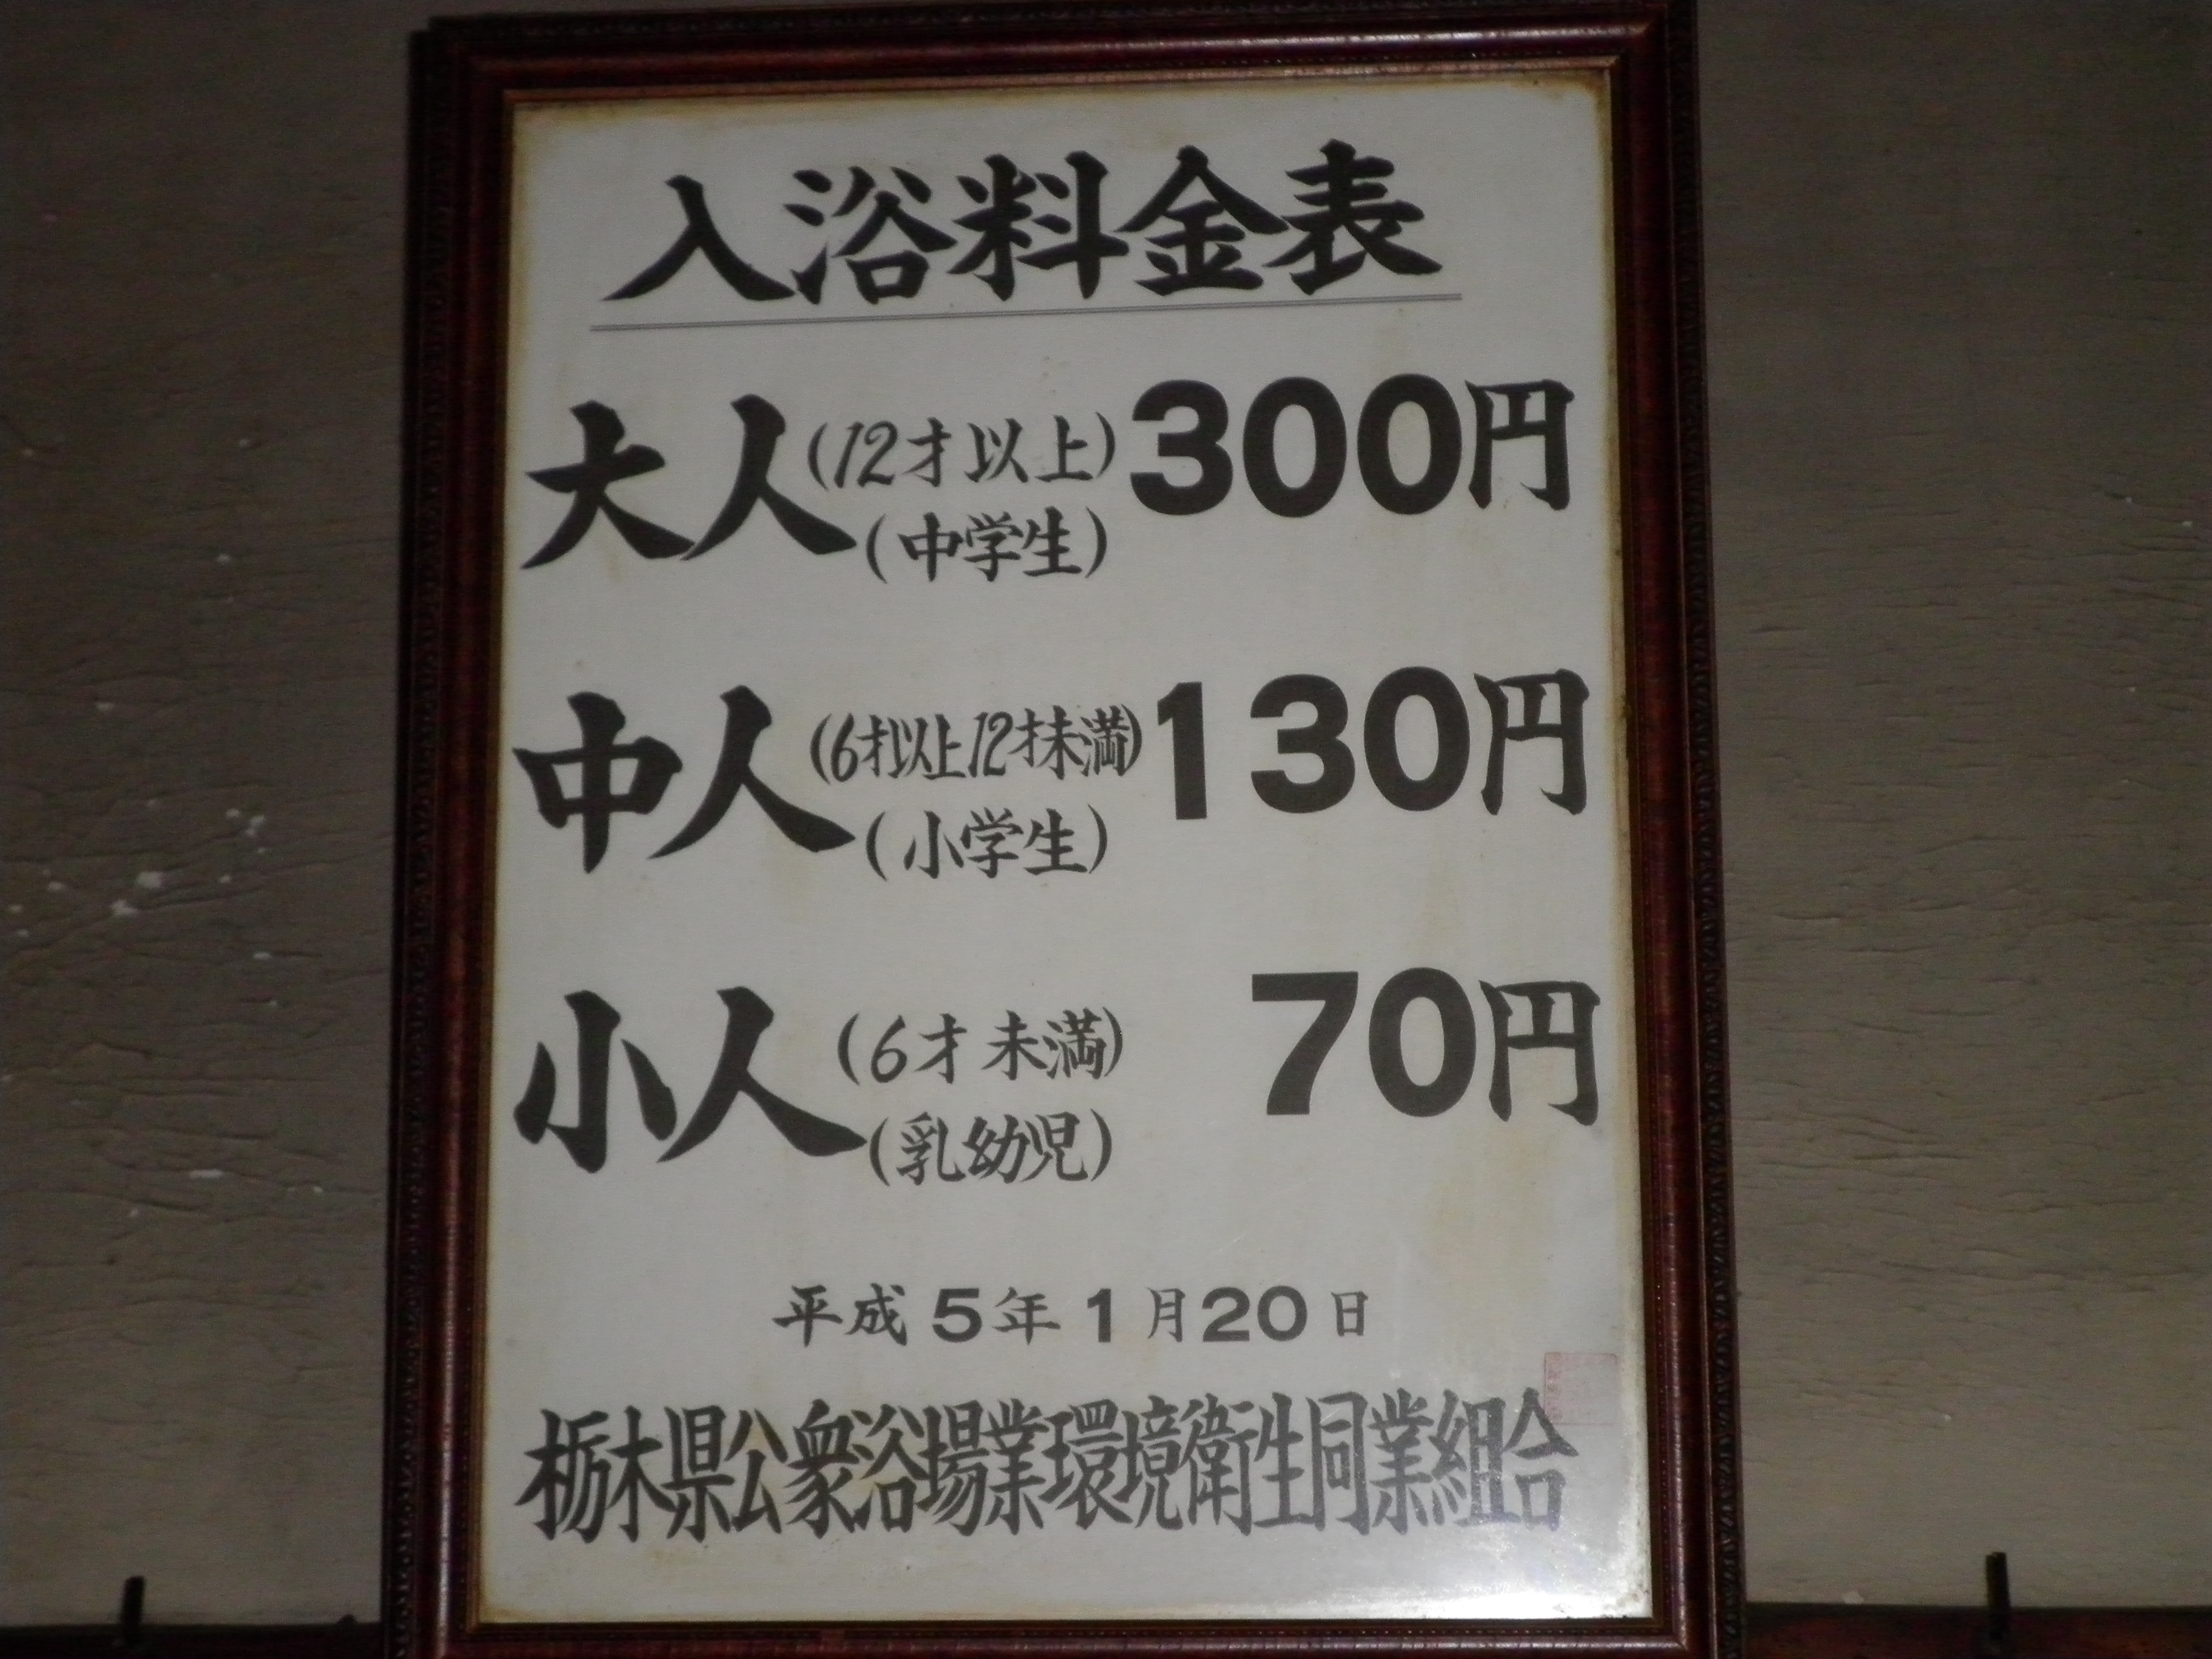 入浴料金表
大人(12才以上)300円
(中学生)
中人(6才以上12才未満)130円
(小学生)
小人(6才未満)70円
(乳幼児)
平成5年1月20日
栃木県公衆浴場業環境衛生同業組合